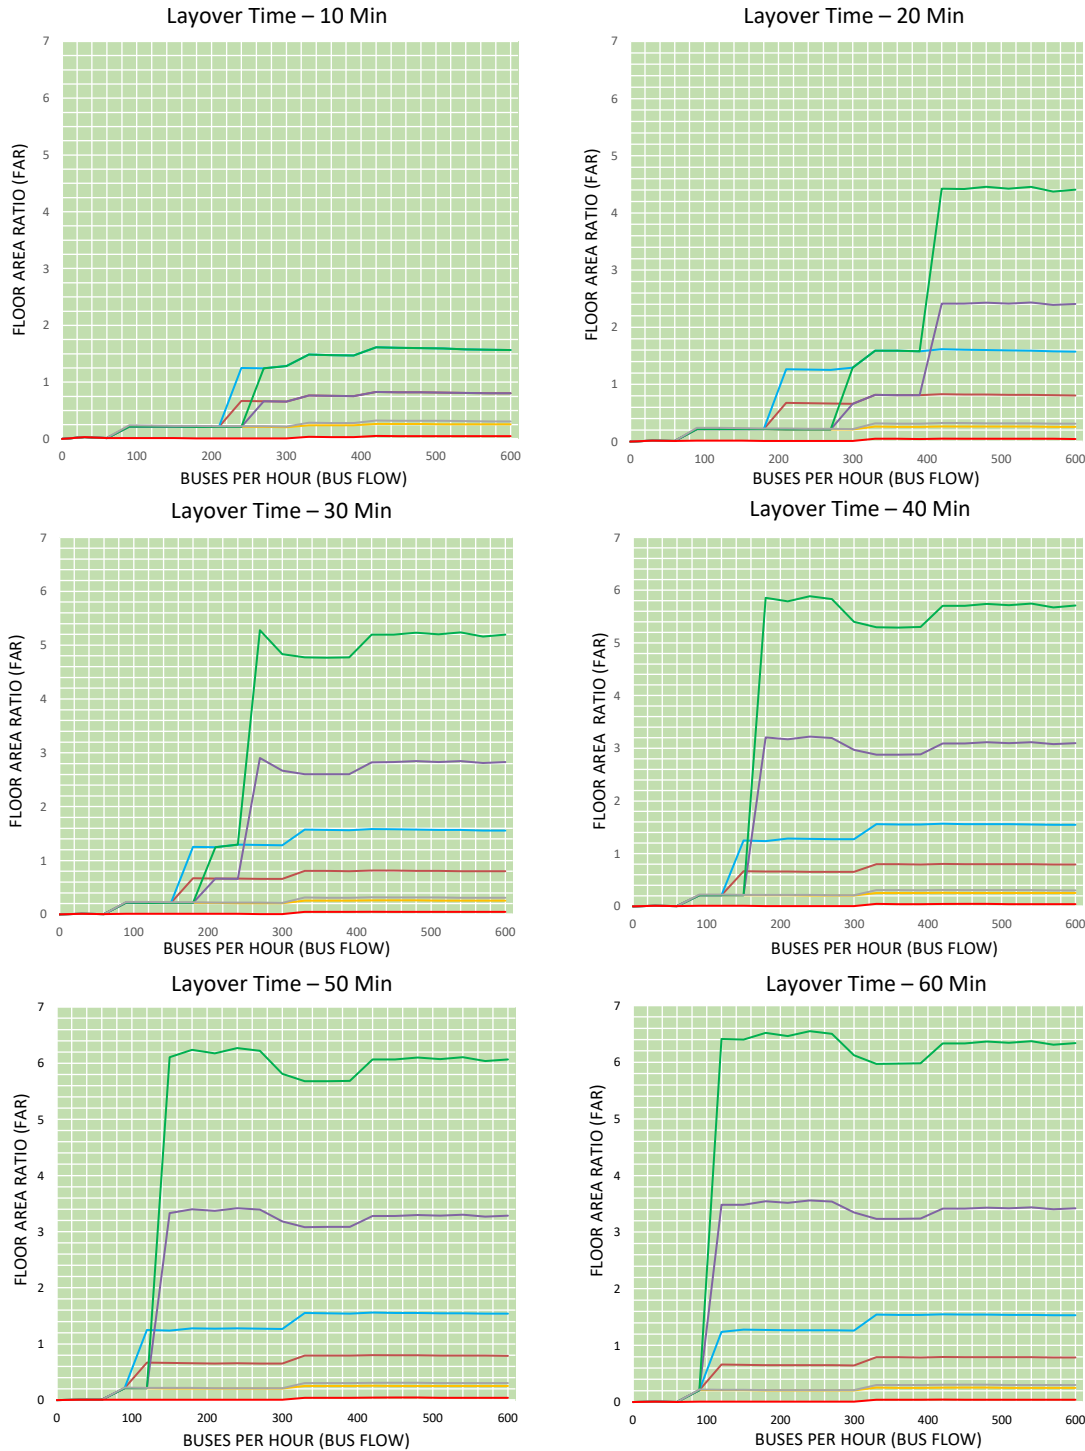 Layover Time – 10 Min
7
6
5
4
3
2
1
0
0 100 200 300 400 500 600
FLOOR AREA RATIO (FAR)
BUSES PER HOUR (BUS FLOW)
Layover Time – 20 Min
7
6
5
4
3
2
1
0
0 100 200 300 400 500 600
FLOOR AREA RATIO (FAR)
BUSES PER HOUR (BUS FLOW)
Layover Time – 30 Min
7
6
5
4
3
2
1
0
0 100 200 300 400 500 600
FLOOR AREA RATIO (FAR)
BUSES PER HOUR (BUS FLOW)
Layover Time – 40 Min
7
6
5
4
3
2
1
0
0 100 200 300 400 500 600
FLOOR AREA RATIO (FAR)
BUSES PER HOUR (BUS FLOW)
Layover Time – 50 Min
7
6
5
4
3
2
1
0
0 100 200 300 400 500 600
FLOOR AREA RATIO (FAR)
BUSES PER HOUR (BUS FLOW)
Layover Time – 60 Min
7
6
5
4
3
2
1
0
0 100 200 300 400 500 600
FLOOR AREA RATIO (FAR)
BUSES PER HOUR (BUS FLOW)